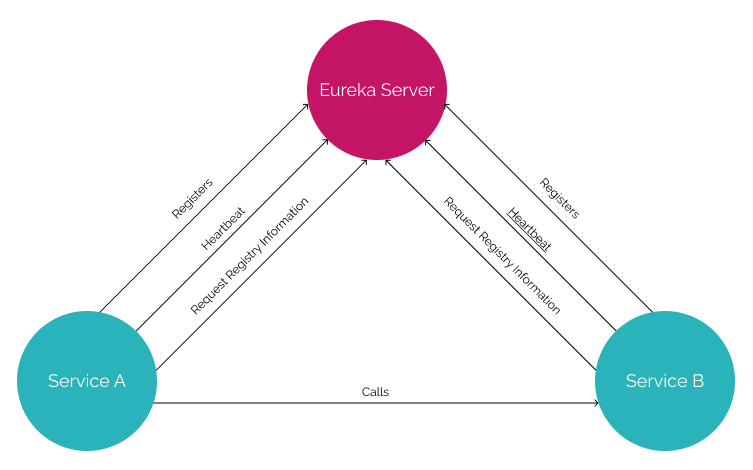 Eureka Server
Registers
Heartbeat
Request Registry Information
Registers
Heartbeat
Request Registry Information
Service A
Calls
Service B